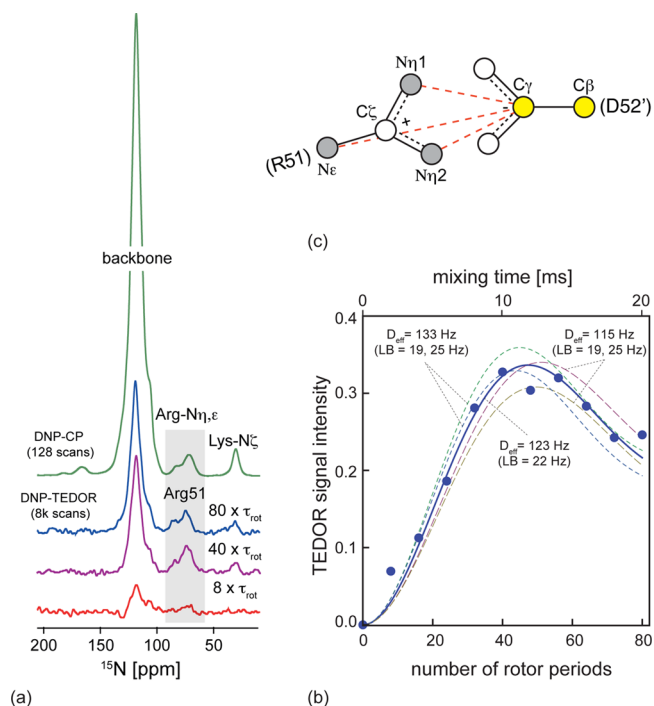 backbone
Arg-Nη,ε
Lys-Nζ
DNP-CP
(128 scans)
DNP-TEDOR
(8k scans)
Arg51
80 x τrot
40 x τrot
8 x τrot
200
150
100
50
15N [ppm]
(a)
Nη1
Cζ
+
Cγ
Cβ
(D52')
(R51)
Nε
Nη2
(c)
mixing time [ms]
0
10
20
0.4
0.3
0.2
0.1
0.0
TEDOR signal intensity
Deff= 133 Hz
(LB = 19, 25 Hz)
Deff= 115 Hz
(LB = 19, 25 Hz)
Deff= 123 Hz
(LB = 22 Hz)
0
20
40
60
80
number of rotor periods
(b)